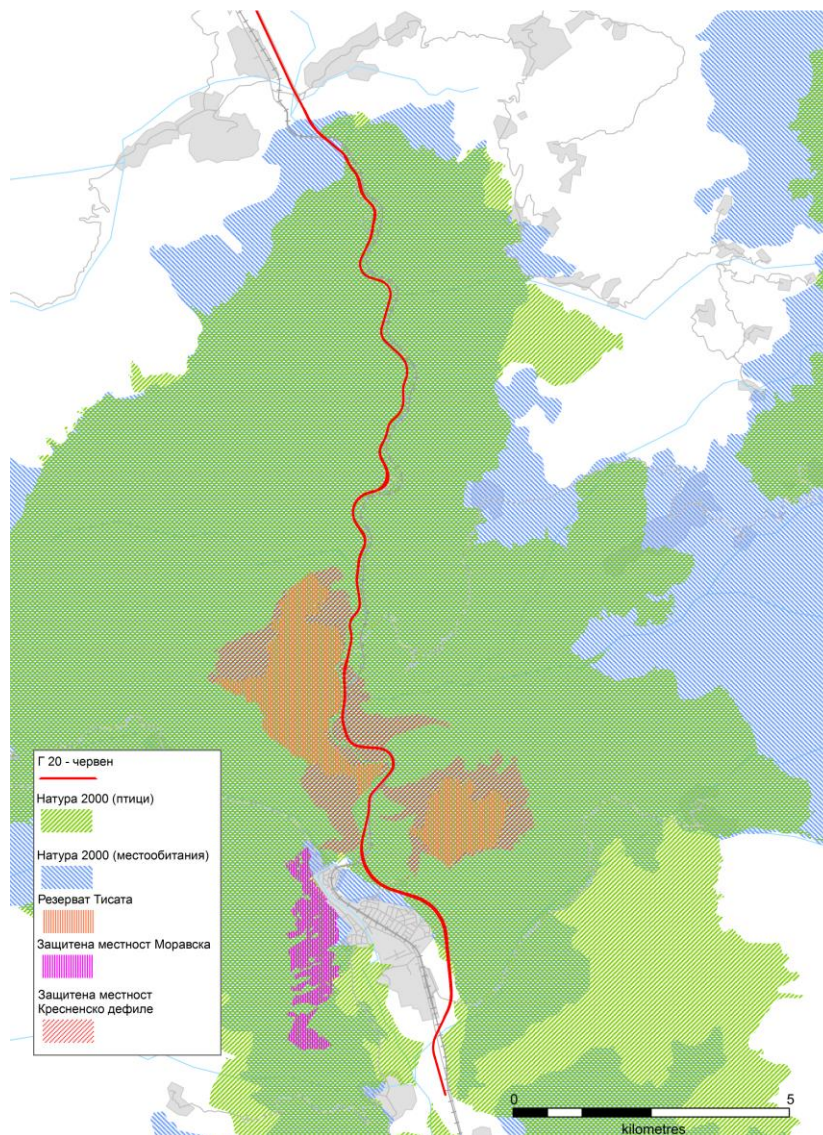 Г 20 - червен
Натура 2000 (птици)
Натура 2000 (местообитания)
Резерват Тисата
Защитена местност Моравска
Защитена местност
Кресненско дефиле
0 5
kilometres